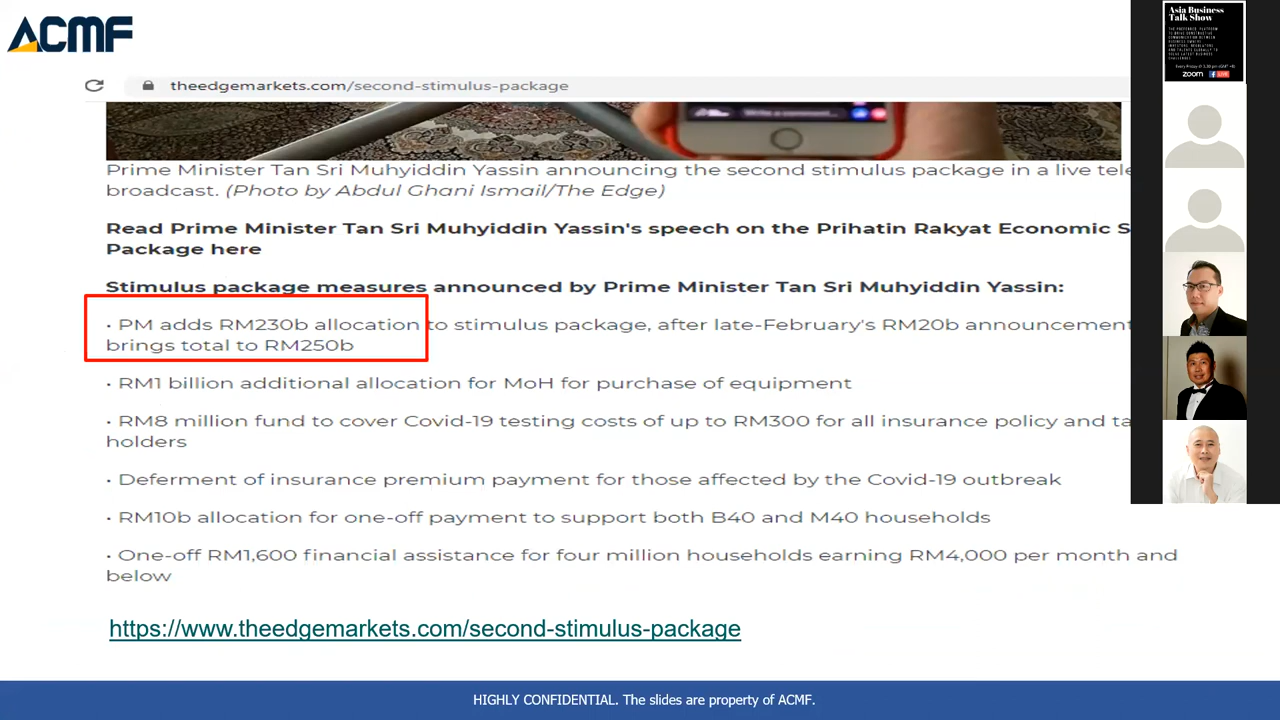 ACMF
theedgemarkets.com/second-stimulus-package
Prime Minister Tan Sri Muhyiddin Yassin announcing the second stimulus package in a live tele
broadcast. (Photo by Abdul Ghani Ismail/The Edge)
Read Prime Minister Tan Sri Muhyiddin Yassin's speech on the Prihatin Rakyat Economic S
Package here
Stimulus package measures announced by Prime Minister Tan Sri Muhyiddin Yassin:
· PM adds RM230b allocation to stimulus package, after late-February's RM20b announcement
brings total to RM250b
· RM1 billion additional allocation for MoH for purchase of equipment
· RM8 million fund to cover Covid-19 testing costs of up to RM300 for all insurance policy and ta
holders
· Deferment of insurance premium payment for those affected by the Covid-19 outbreak
· RM10b allocation for one-off payment to support both B40 and M40 households
· One-off RM1,600 financial assistance for four million households earning RM4,000 per month and
below
https://www.theedgemarkets.com/second-stimulus-package
HIGHLY CONFIDENTIAL. The slides are property of ACMF.
Asia Business
Talk Show
zoom
LIVE